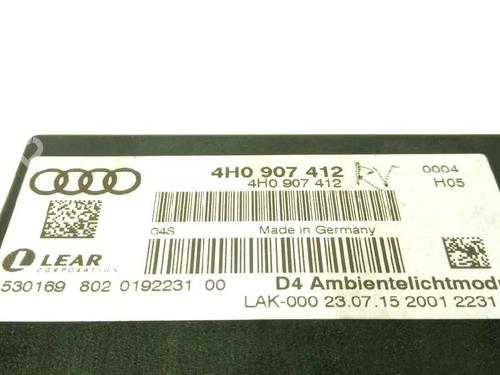 4H0 907 412
0004
4H0 907 412
H05
04S
Made in Germany
LEAR
CORPORATION
530169 802 0192231 00
D4 Ambientelichtmodu
LAK-000 23.07.15 2001 2231